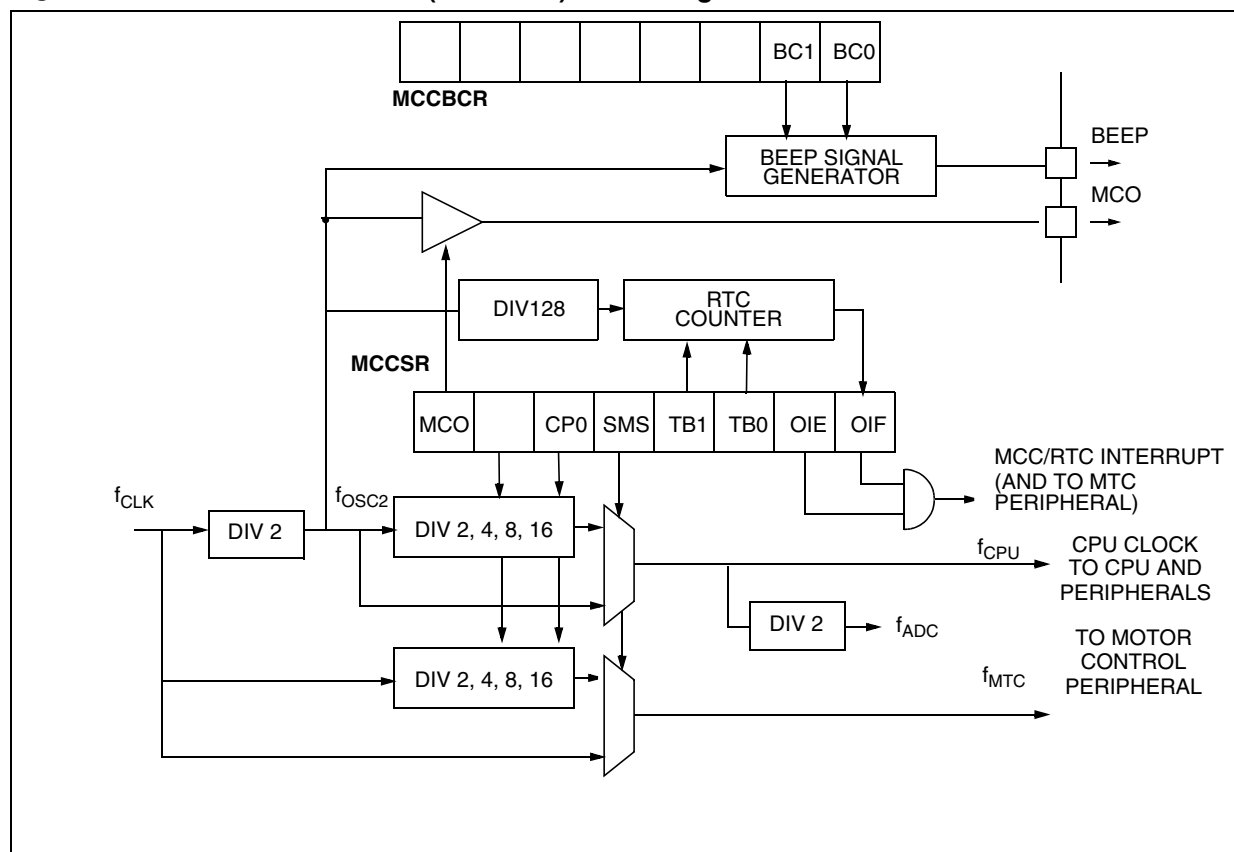 BC1 BC0
MCCBCR
BEEP SIGNAL
GENERATOR
BEEP
MCO
DIV128
RTC
COUNTER
MCCSR
MCO CP0 SMS TB1 TB0 OIE OIF
MCC/RTC INTERRUPT
(AND TO MTC
PERIPHERAL)
fCLK
DIV 2
fOSC2
DIV 2, 4, 8, 16
fCPU
CPU CLOCK
TO CPU AND
PERIPHERALS
DIV 2
fADC
DIV 2, 4, 8, 16
fMTC
TO MOTOR
CONTROL
PERIPHERAL